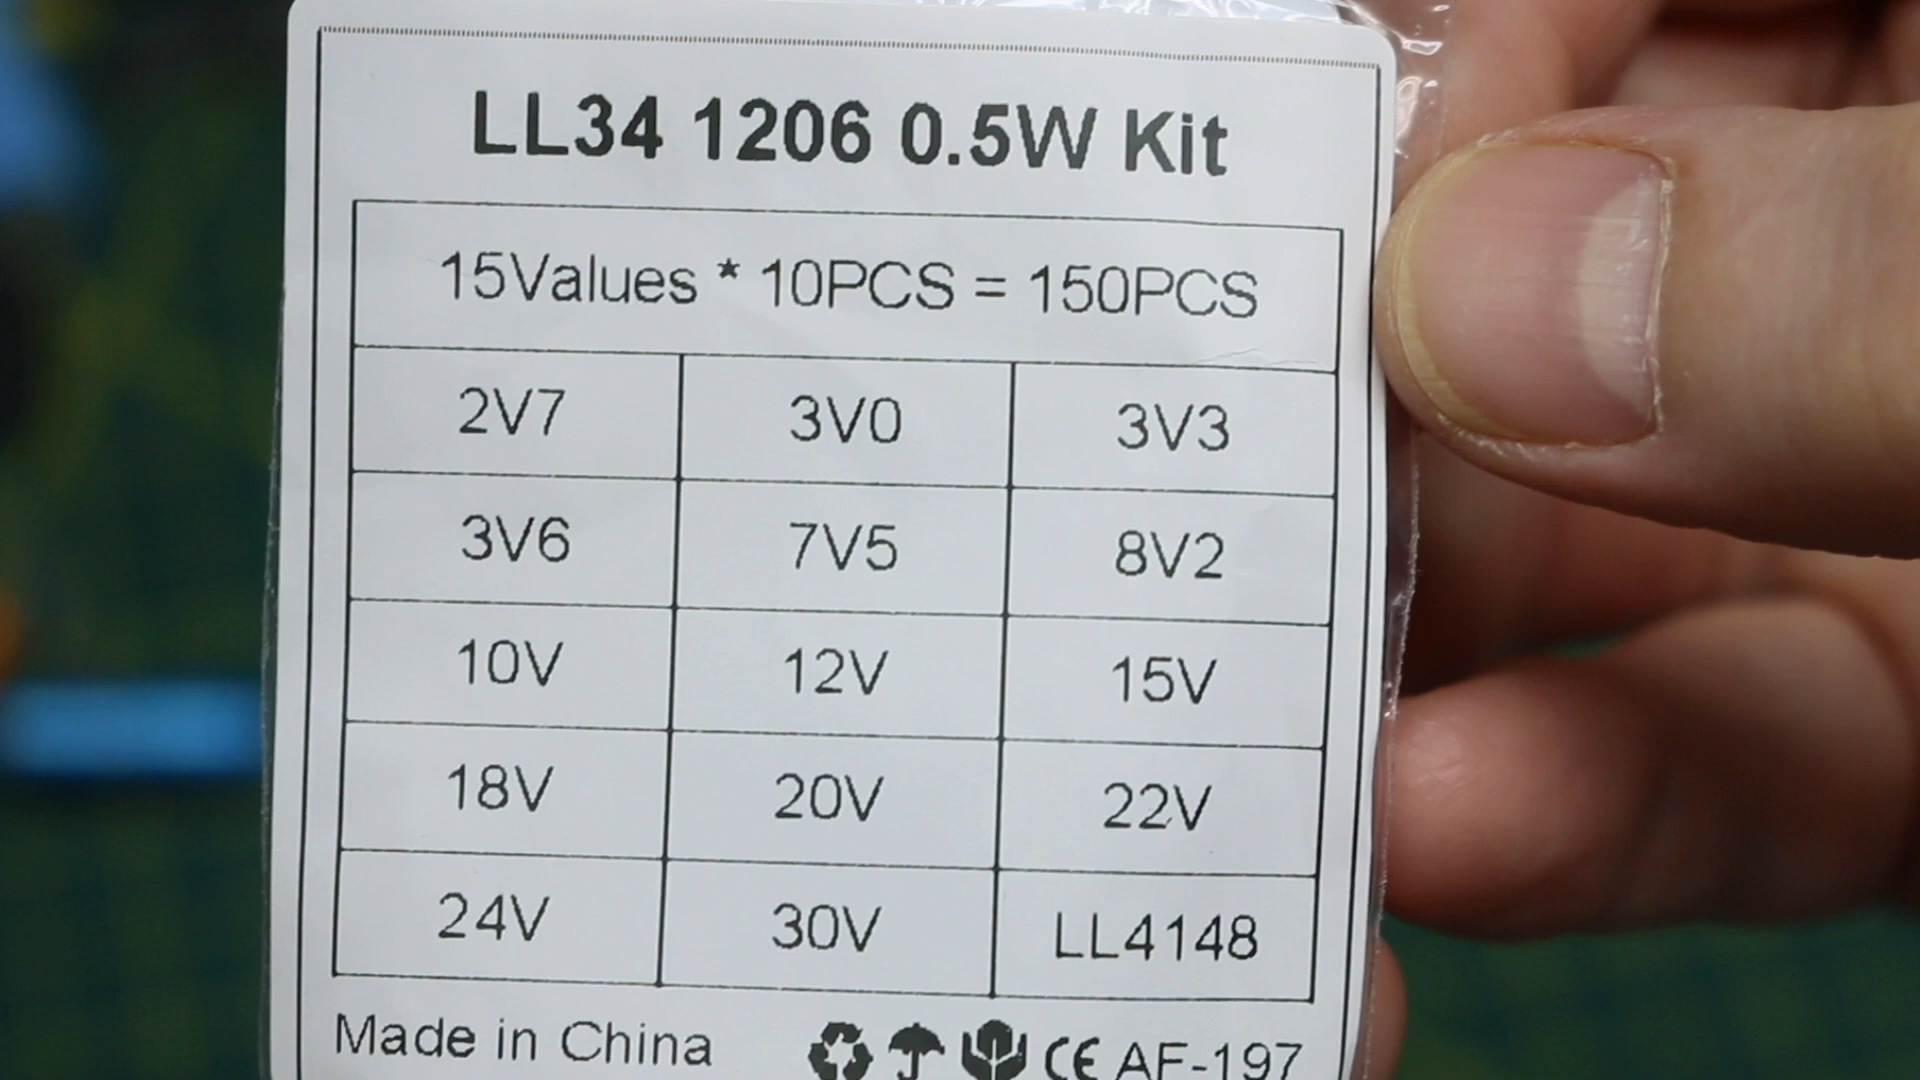 LL34 1206 0.5W Kit
15Values * 10PCS = 150PCS
2V7 3V0 3V3
3V6 7V5 8V2
10V 12V 15V
18V 20V 22V
24V 30V LL4148
Made in China CE AF-197